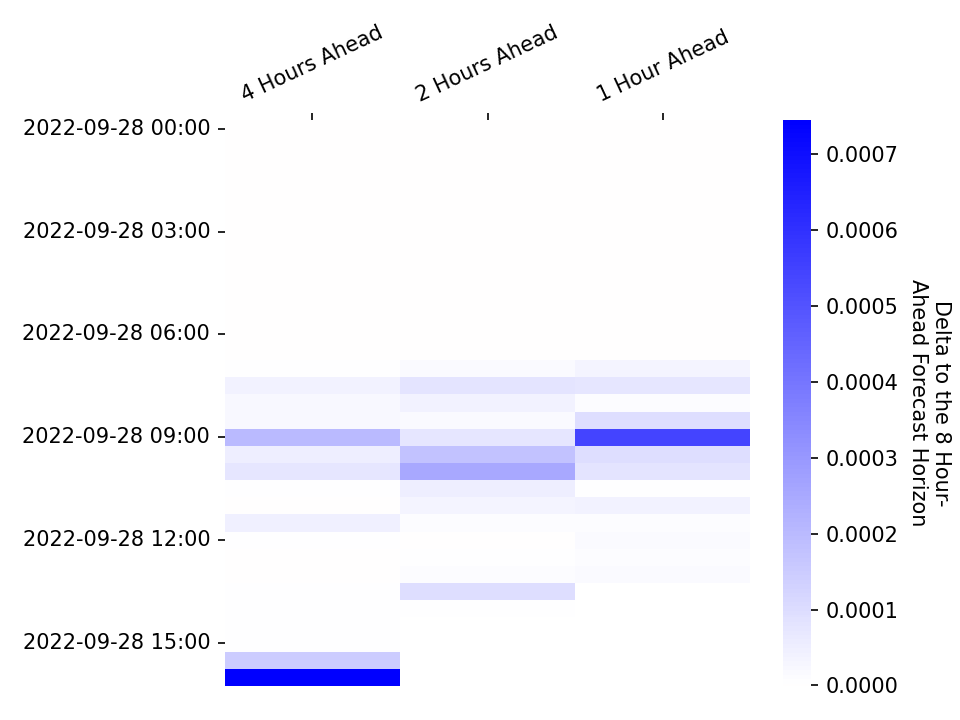 4 Hours Ahead
2 Hours Ahead
1 Hour Ahead
2022-09-28 00:00
2022-09-28 03:00
2022-09-28 06:00
2022-09-28 09:00
2022-09-28 12:00
2022-09-28 15:00
0.0007
0.0006
0.0005
0.0004
0.0003
0.0002
0.0001
0.0000
Delta to the 8 Hour-
Ahead Forecast Horizon